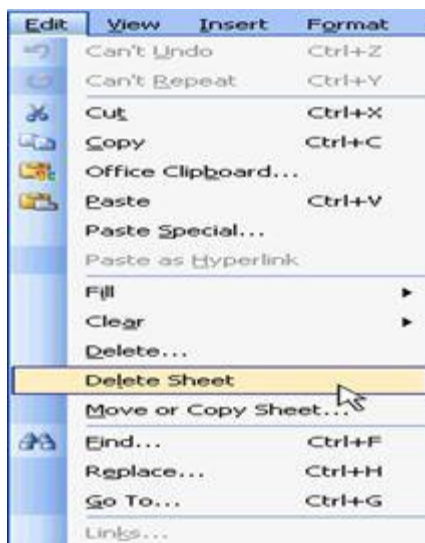 Edit View Insert Format
Can't Undo Ctrl+Z
Can't Repeat Ctrl+Y
Cut Ctrl+X
Copy Ctrl+C
Office Clipboard...
Paste Ctrl+V
Paste Special...
Paste as Hyperlink
Fill
Clear
Delete...
Delete Sheet
Move or Copy Sheet...
Find... Ctrl+F
Replace... Ctrl+H
Go To... Ctrl+G
Links...